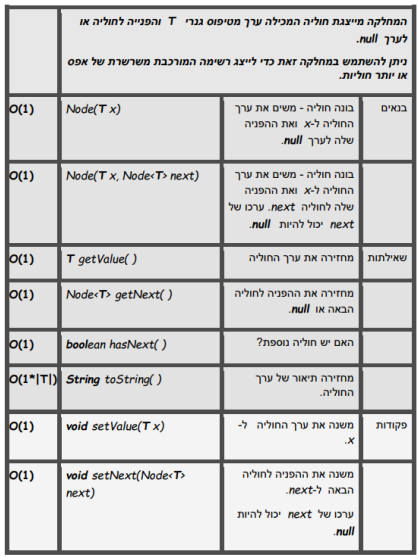 המחלקה מייצגת חוליה המכילה ערך מטיפוס גנרי T והפנייה לחוליה או
לערך null.
ניתן להשתמש במחלקה זאת כדי לייצג רשימה המורכבת משרשרת של אפס
או יותר חוליות.
בנאים
בונה חוליה - משים את ערך
החוליה ל-x ואת ההפניה
שלה לערך null.
Node(T x)
O(1)
בונה חוליה - משים את ערך
החוליה ל-x ואת ההפניה
שלה לחוליה next. ערכו של
next יכול להיות null.
Node(T x, Node<T> next)
O(1)
שאילתות
מחזירה את ערך החוליה
T getValue( )
O(1)
מחזירה את ההפניה לחוליה
הבאה או null.
Node<T> getNext( )
O(1)
האם יש חוליה נוספת?
boolean hasNext( )
O(1)
מחזירה תיאור של ערך
החוליה.
String toString( )
O(1*|T|)
פקודות
משנה את ערך החוליה ל-
x.
void setValue(T x)
O(1)
משנה את ההפניה לחוליה
הבאה ל-next.
ערכו של next יכול להיות
null.
void setNext(Node<T>
next)
O(1)